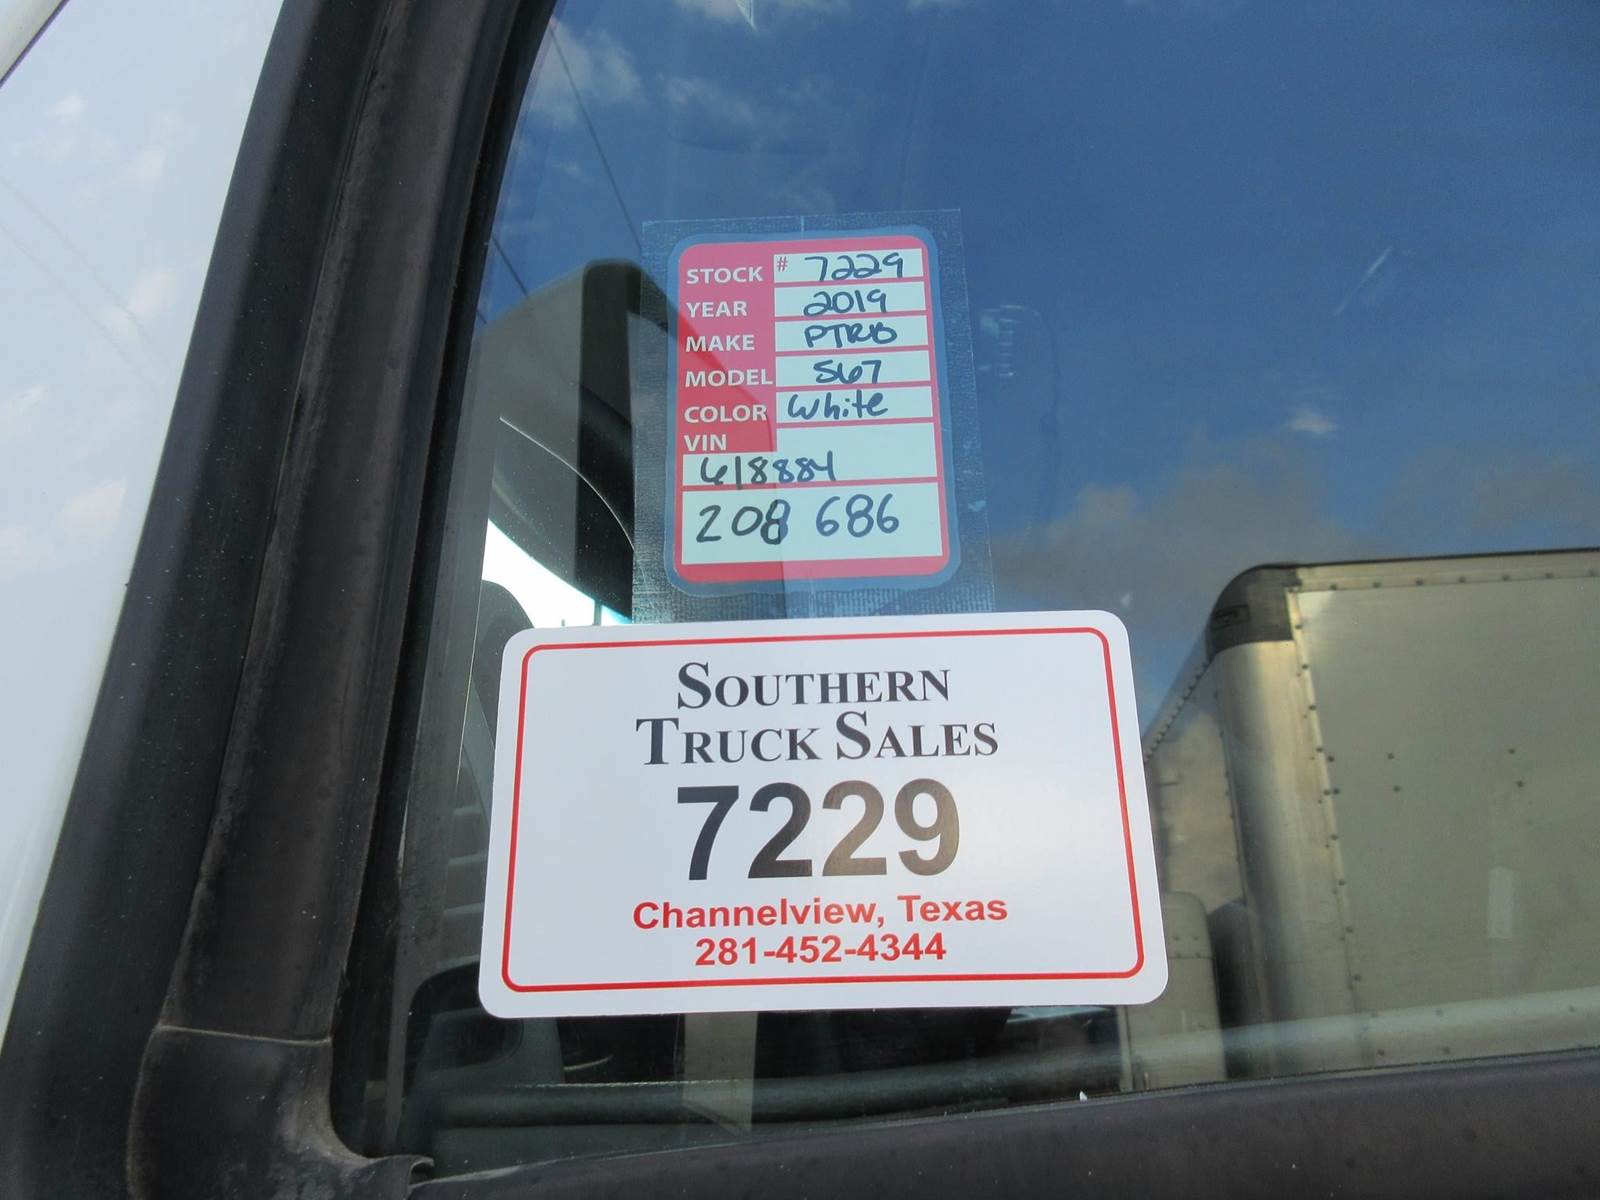 STOCK # 7229
YEAR 2019
MAKE PTRB
MODEL 567
COLOR White
VIN
618884
208 686
SOUTHERN
TRUCK SALES
7229
Channelview, Texas
281-452-4344